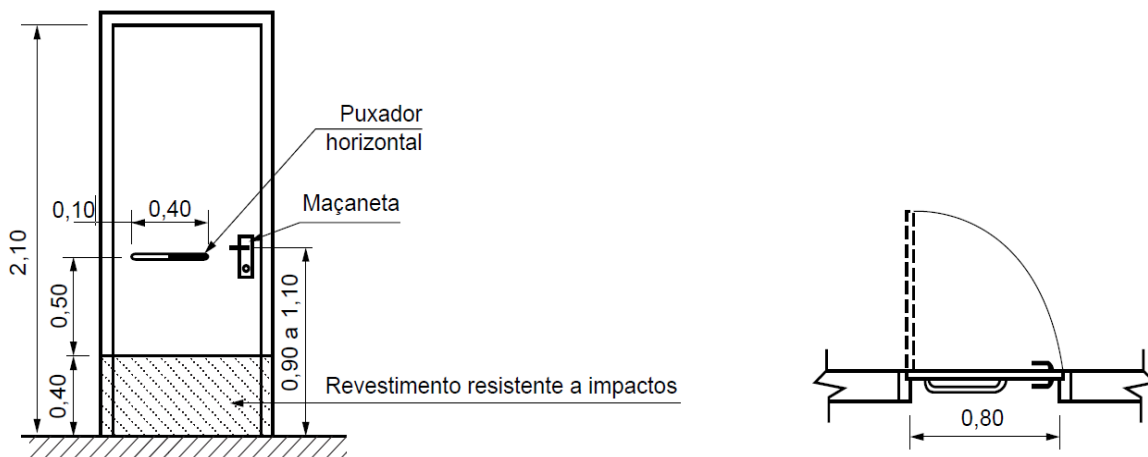 Puxador
horizontal
Maçaneta
0,10
0,40
2,10
0,50
0,90 a 1,10
0,40
Revestimento resistente a impactos
0,80